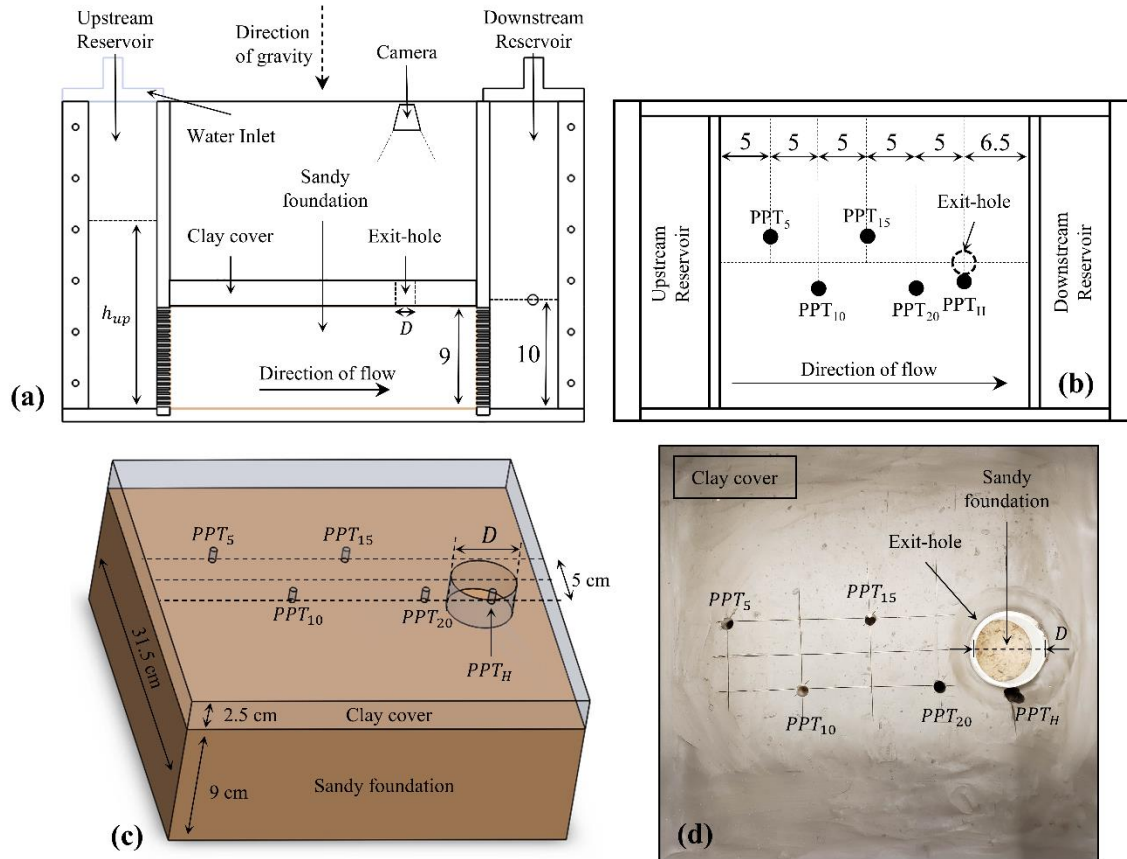 Upstream
Reservoir
Direction
of gravity
Camera
Downstream
Reservoir
Water Inlet
Sandy
foundation
Clay cover
Exit-hole
h_up
D
9
10
Direction of flow
(a)
5 5 5 5 5 6.5
Exit-hole
PPT₅
PPT₁₅
Upstream
Reservoir
Downstream
Reservoir
PPT₁₀
PPT₂₀
PPT_H
Direction of flow
(b)
PPT₅
PPT₁₅
D
5 cm
PPT₁₀
PPT₂₀
PPT_H
31.5 cm
2.5 cm
Clay cover
9 cm
Sandy foundation
(c)
Clay cover
Sandy
foundation
Exit-hole
PPT₅
PPT₁₅
D
PPT₁₀
PPT₂₀
PPT_H
(d)